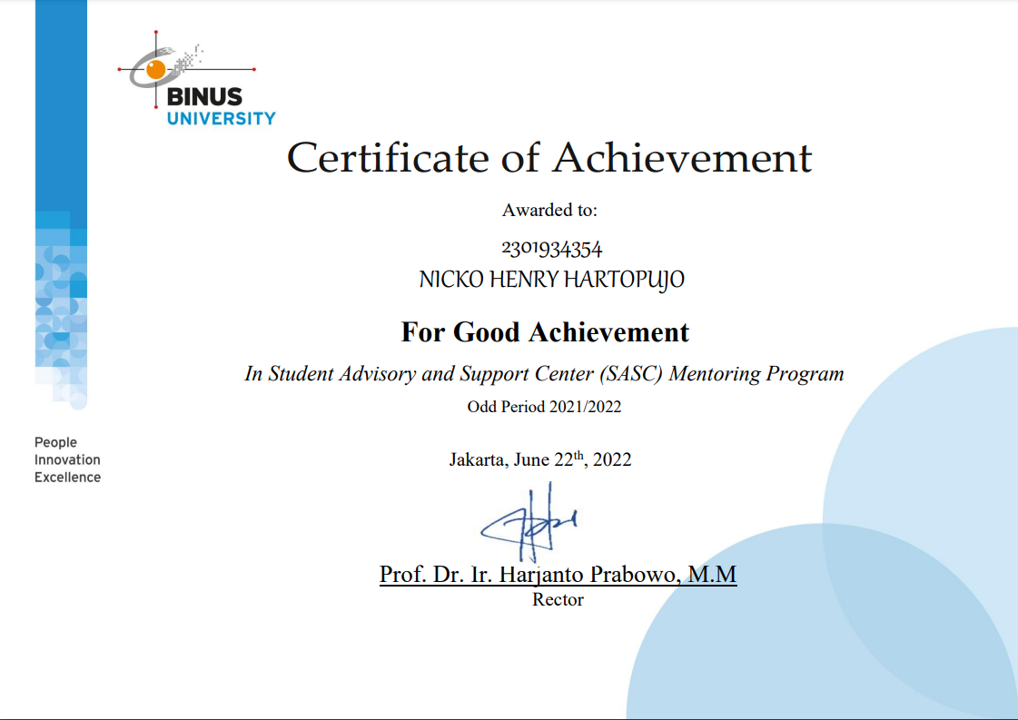 BINUS
UNIVERSITY
Certificate of Achievement
Awarded to:
2301934354
NICKO HENRY HARTOPUJO
For Good Achievement
In Student Advisory and Support Center (SASC) Mentoring Program
Odd Period 2021/2022
People
Innovation
Excellence
Jakarta, June 22th, 2022
Prof. Dr. Ir. Harjanto Prabowo, M.M
Rector